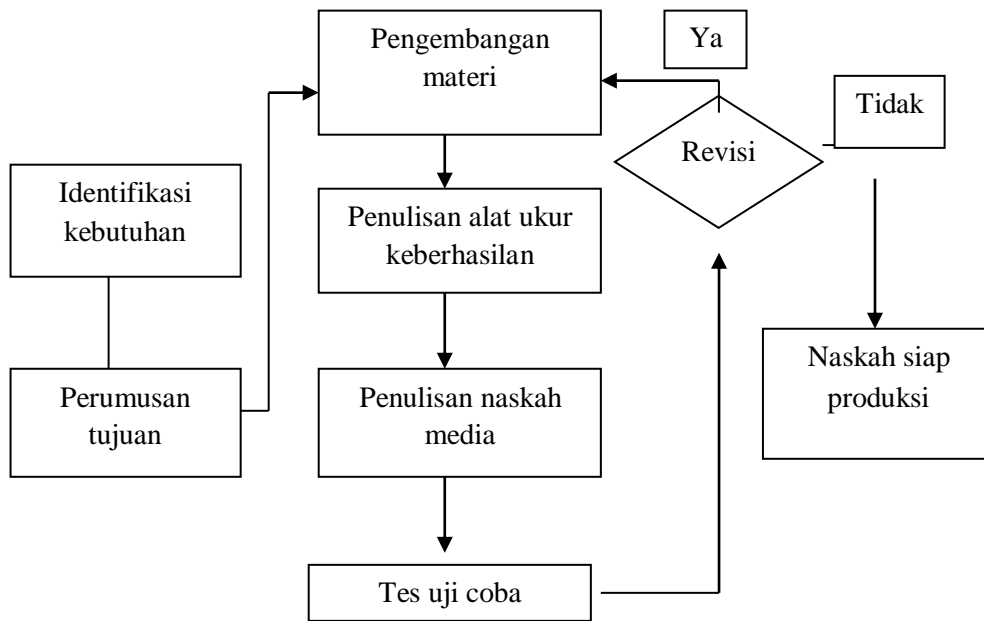 Identifikasi
kebutuhan
Perumusan
tujuan
Pengembangan
materi
Penulisan alat ukur
keberhasilan
Penulisan naskah
media
Tes uji coba
Revisi
Ya
Tidak
Naskah siap
produksi